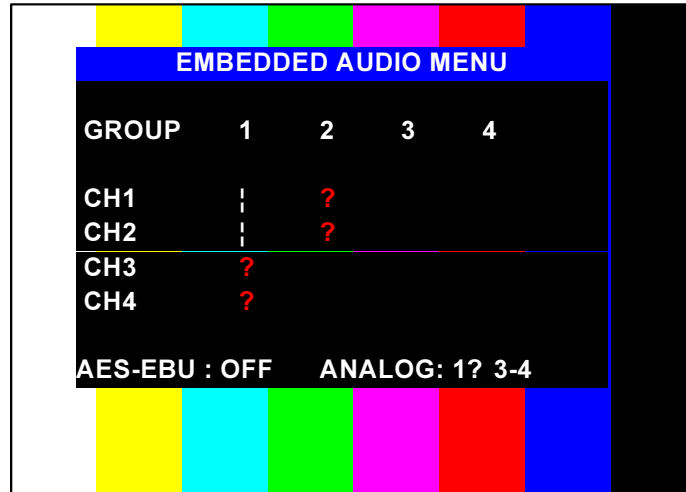 EMBEDDED AUDIO MENU
GROUP 1 2 3 4
CH1 ¦ ?
CH2 ¦ ?
CH3 ?
CH4 ?
AES-EBU : OFF ANALOG: 1? 3-4